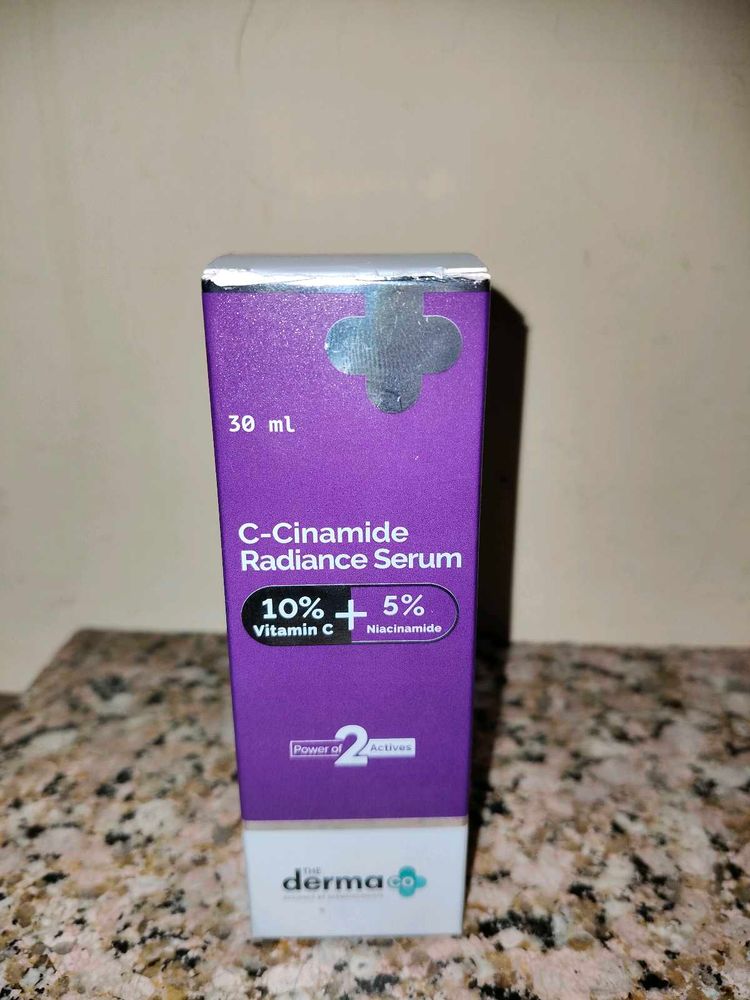 30 ml
C-Cinamide
Radiance Serum
10% + 5%
Vitamin C Niacinamide
Power of 2 Actives
THE
derma co